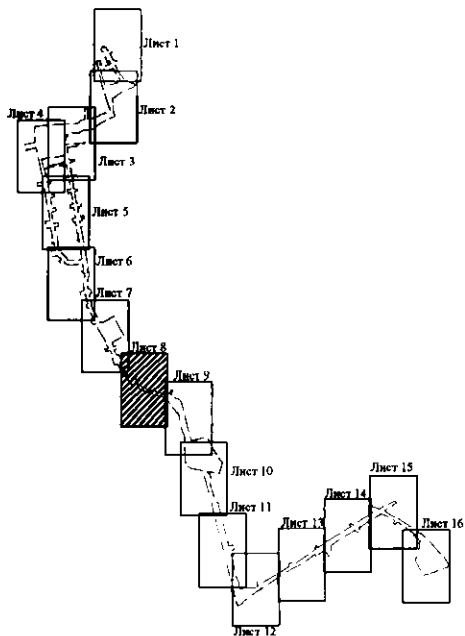 Лист 1
Лист 2
Лист 4
Лист 3
Лист 5
Лист 6
Лист 7
Лист 8
Лист 9
Лист 10
Лист 11
Лист 15
Лист 14
Лист 13
Лист 16
Лист 12